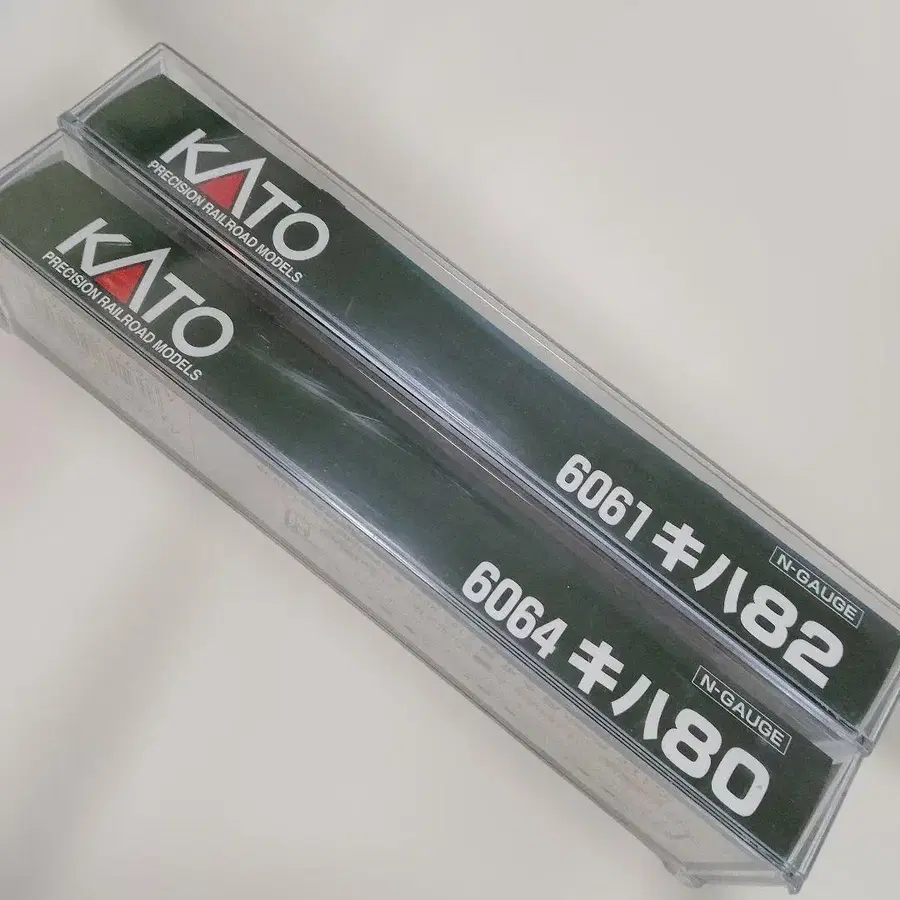 KATO
PRECISION RAILROAD MODELS
6061 キハ82
N-GAUGE
KATO
PRECISION RAILROAD MODELS
6064 キハ80
N-GAUGE